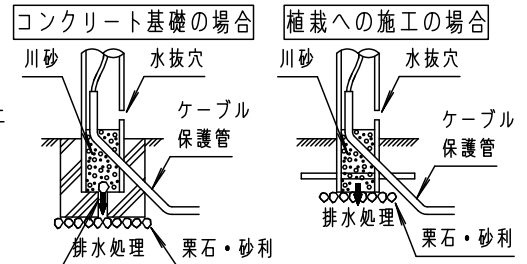 コンクリート基礎の場合
川砂
水抜穴
ケーブル
保護管
排水処理
栗石・砂利
植栽への施工の場合
川砂
水抜穴
ケーブル
保護管
排水処理
栗石・砂利